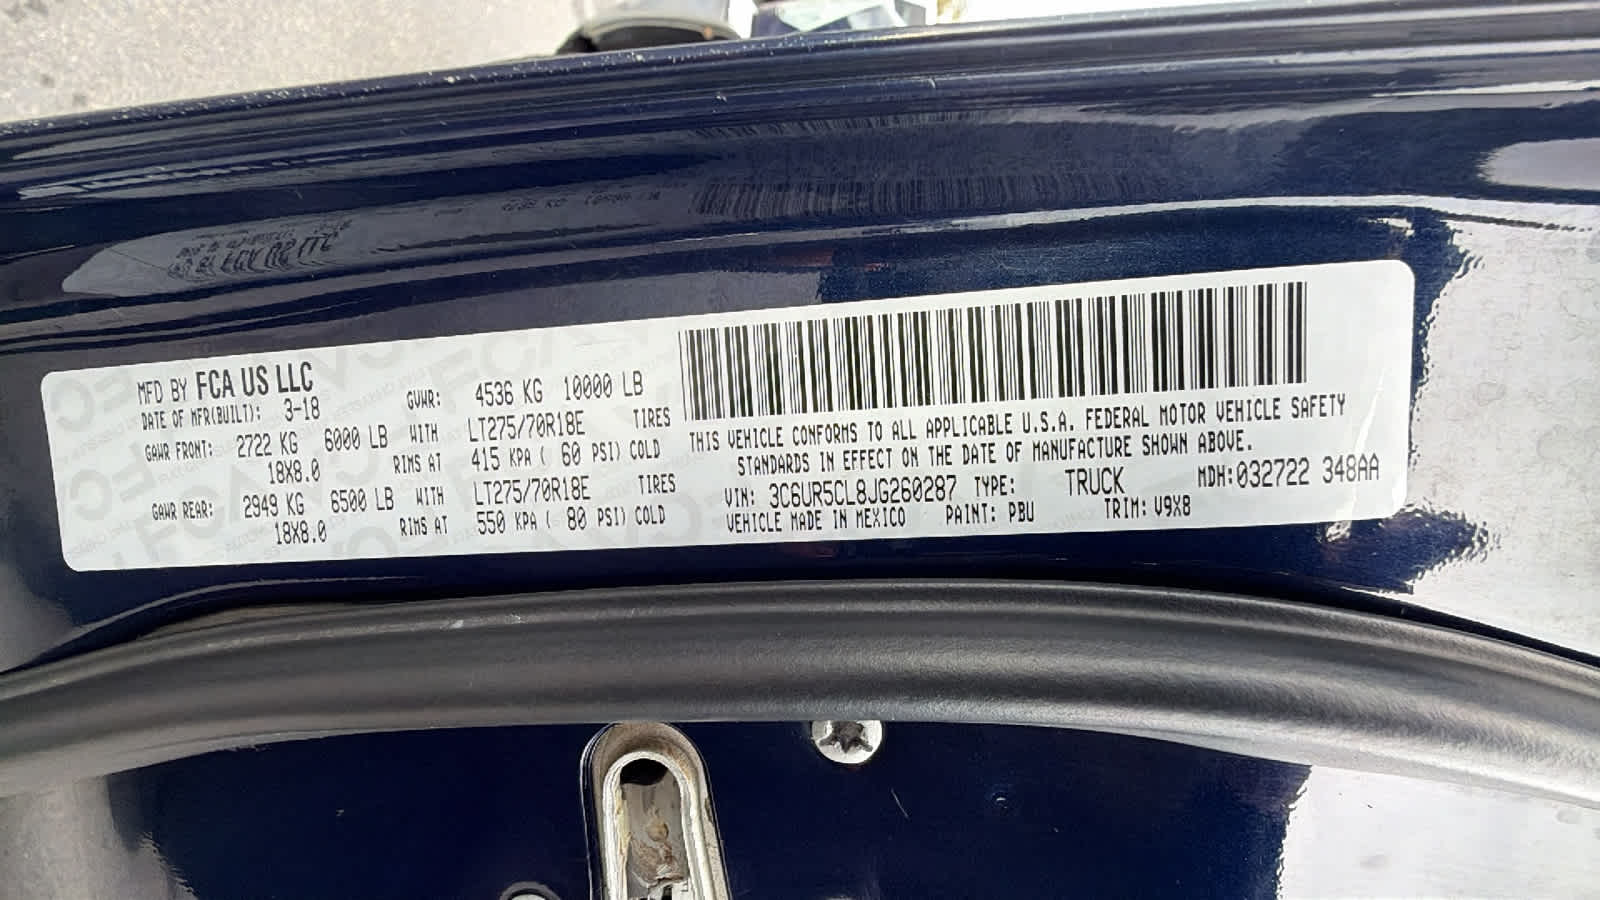 MFD BY FCA US LLC
DATE OF MFR(BUILT): 3-18 GVWR: 4536 KG 10000 LB
GAWR FRONT: 2722 KG 6000 LB WITH LT275/70R18E TIRES
18X8.0 RIMS AT 415 KPA ( 60 PSI) COLD
GAWR REAR: 2949 KG 6500 LB WITH LT275/70R18E TIRES
18X8.0 RIMS AT 550 KPA ( 80 PSI) COLD
THIS VEHICLE CONFORMS TO ALL APPLICABLE U.S.A. FEDERAL MOTOR VEHICLE SAFETY
STANDARDS IN EFFECT ON THE DATE OF MANUFACTURE SHOWN ABOVE.
VIN: 3C6UR5CL8JG260287 TYPE: TRUCK MDH:032722 348AA
VEHICLE MADE IN MEXICO PAINT: PBU TRIM: V9X8